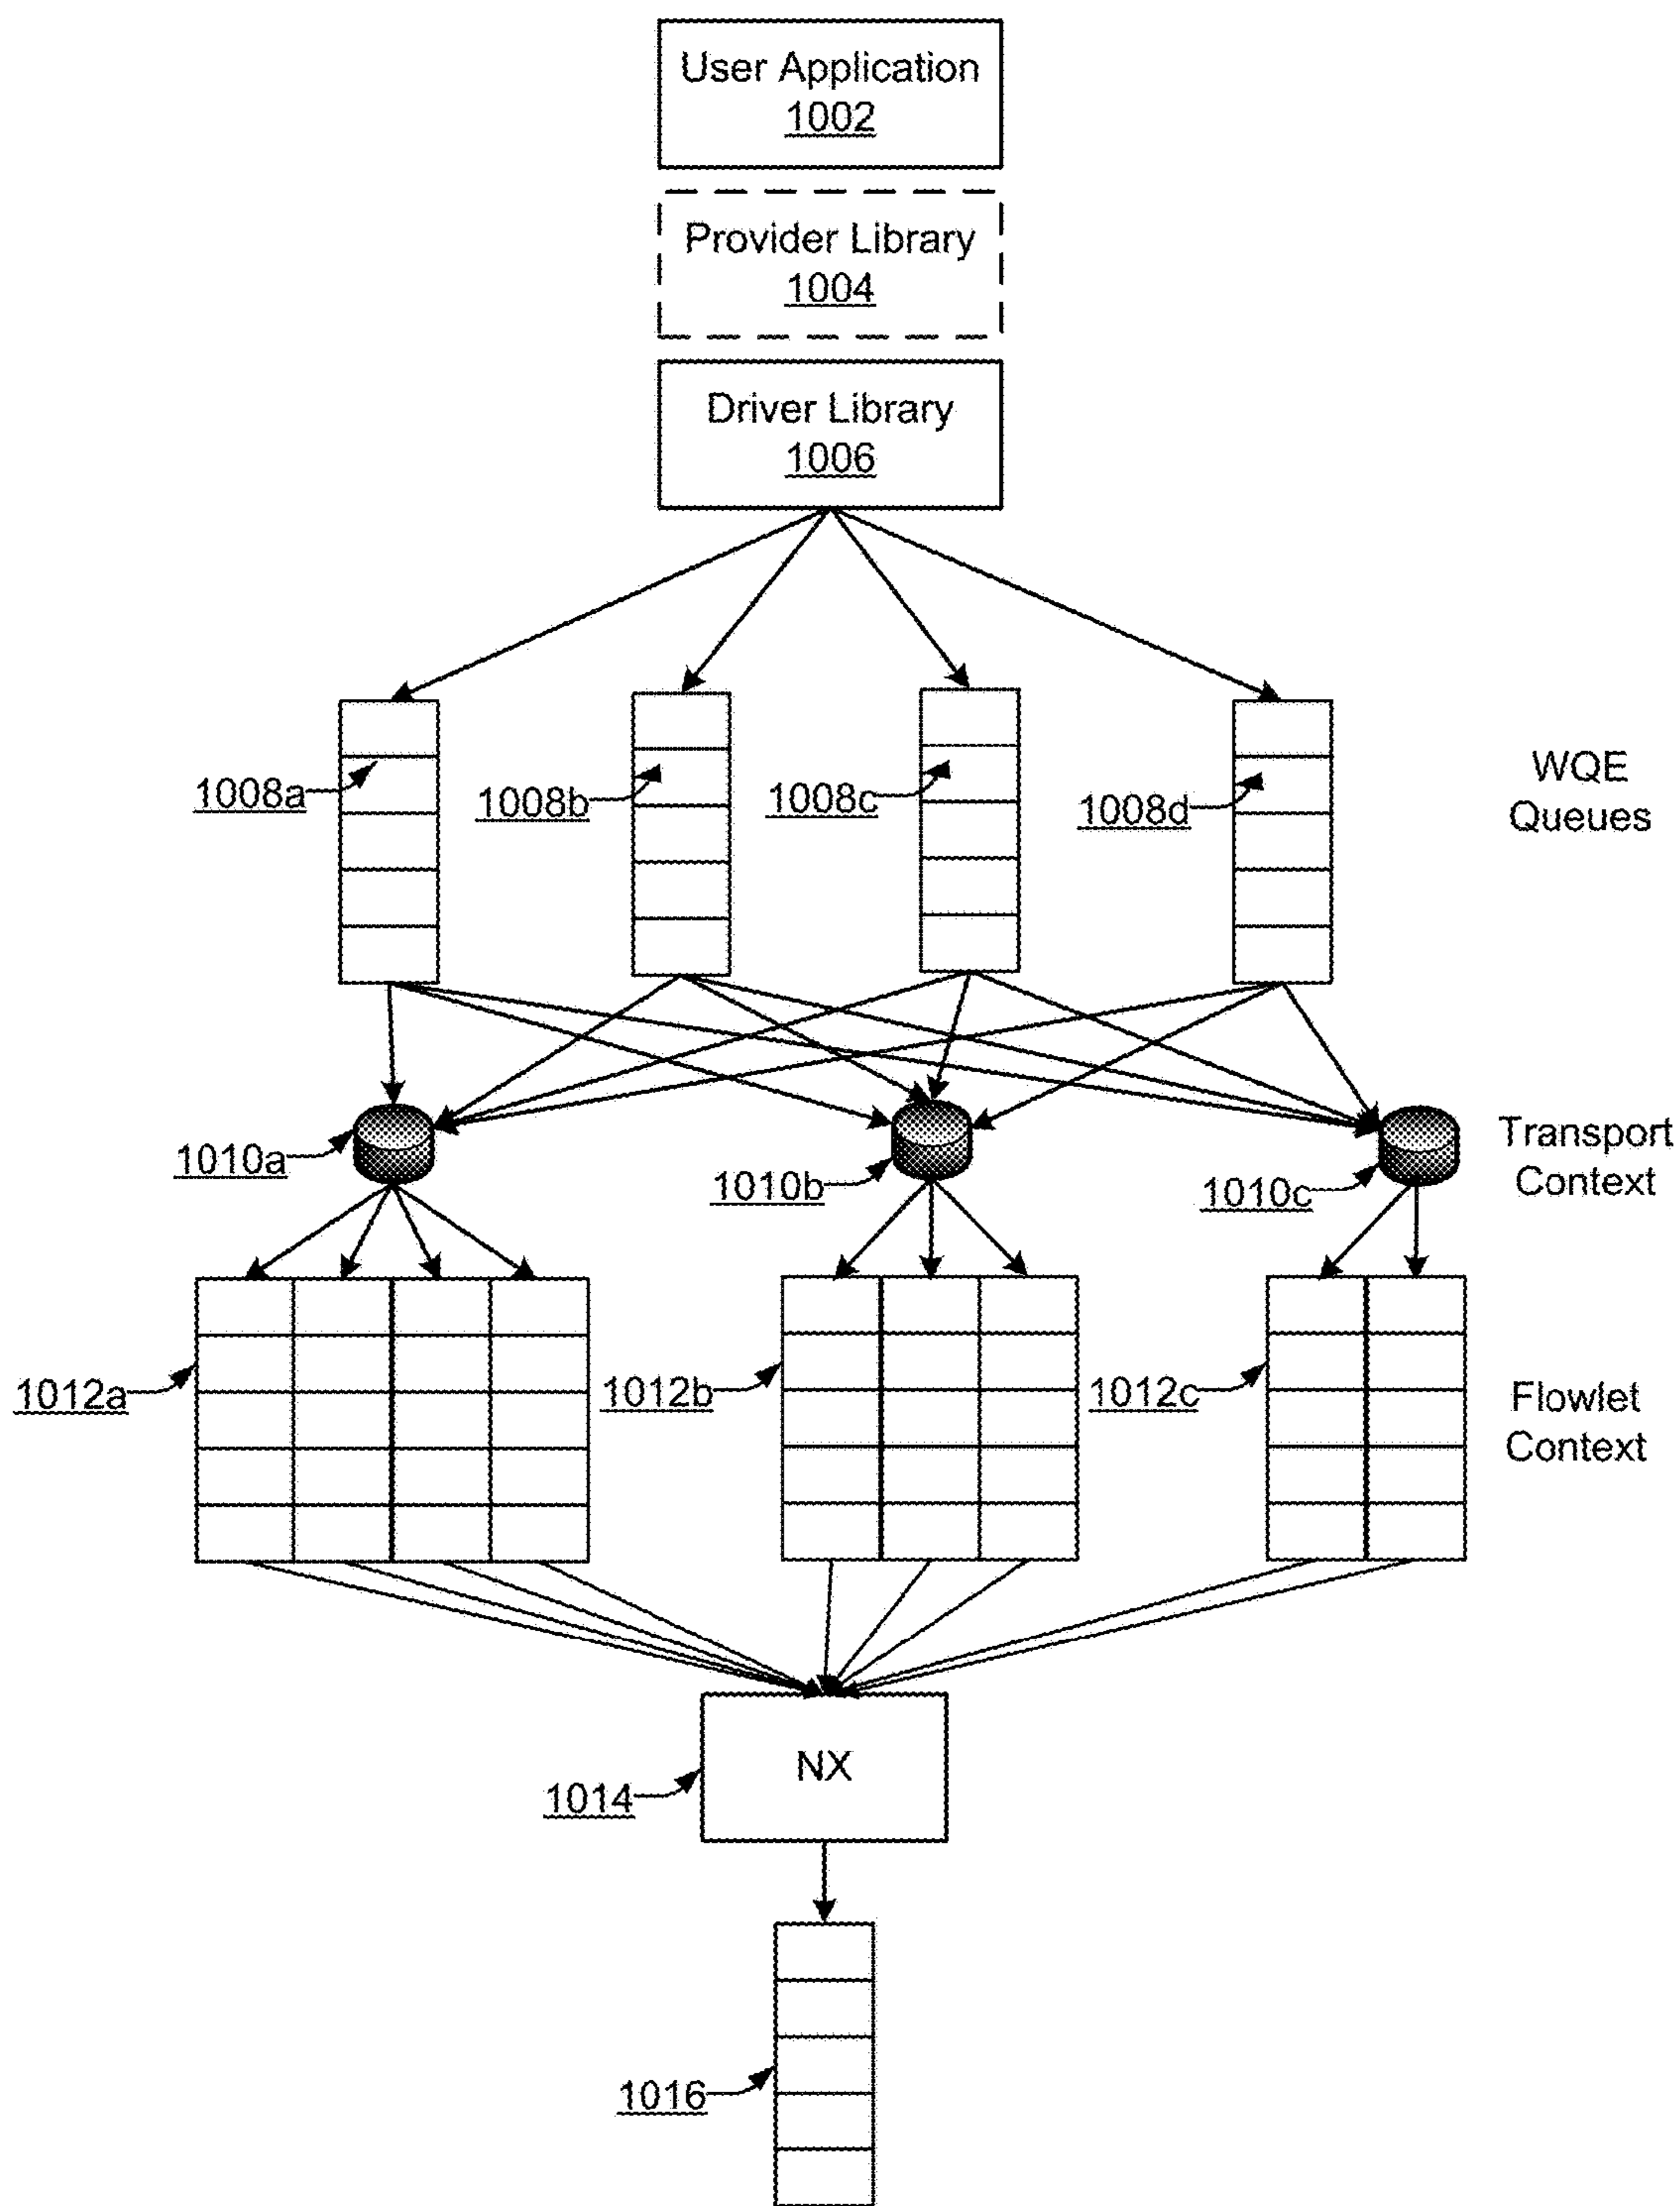 User Application
1002
Provider Library
1004
Driver Library
1006
1008a
1008b
1008c
1008d
WQE
Queues
1010a
1010b
1010c
Transport
Context
1012a
1012b
1012c
Flowlet
Context
NX
1014
1016